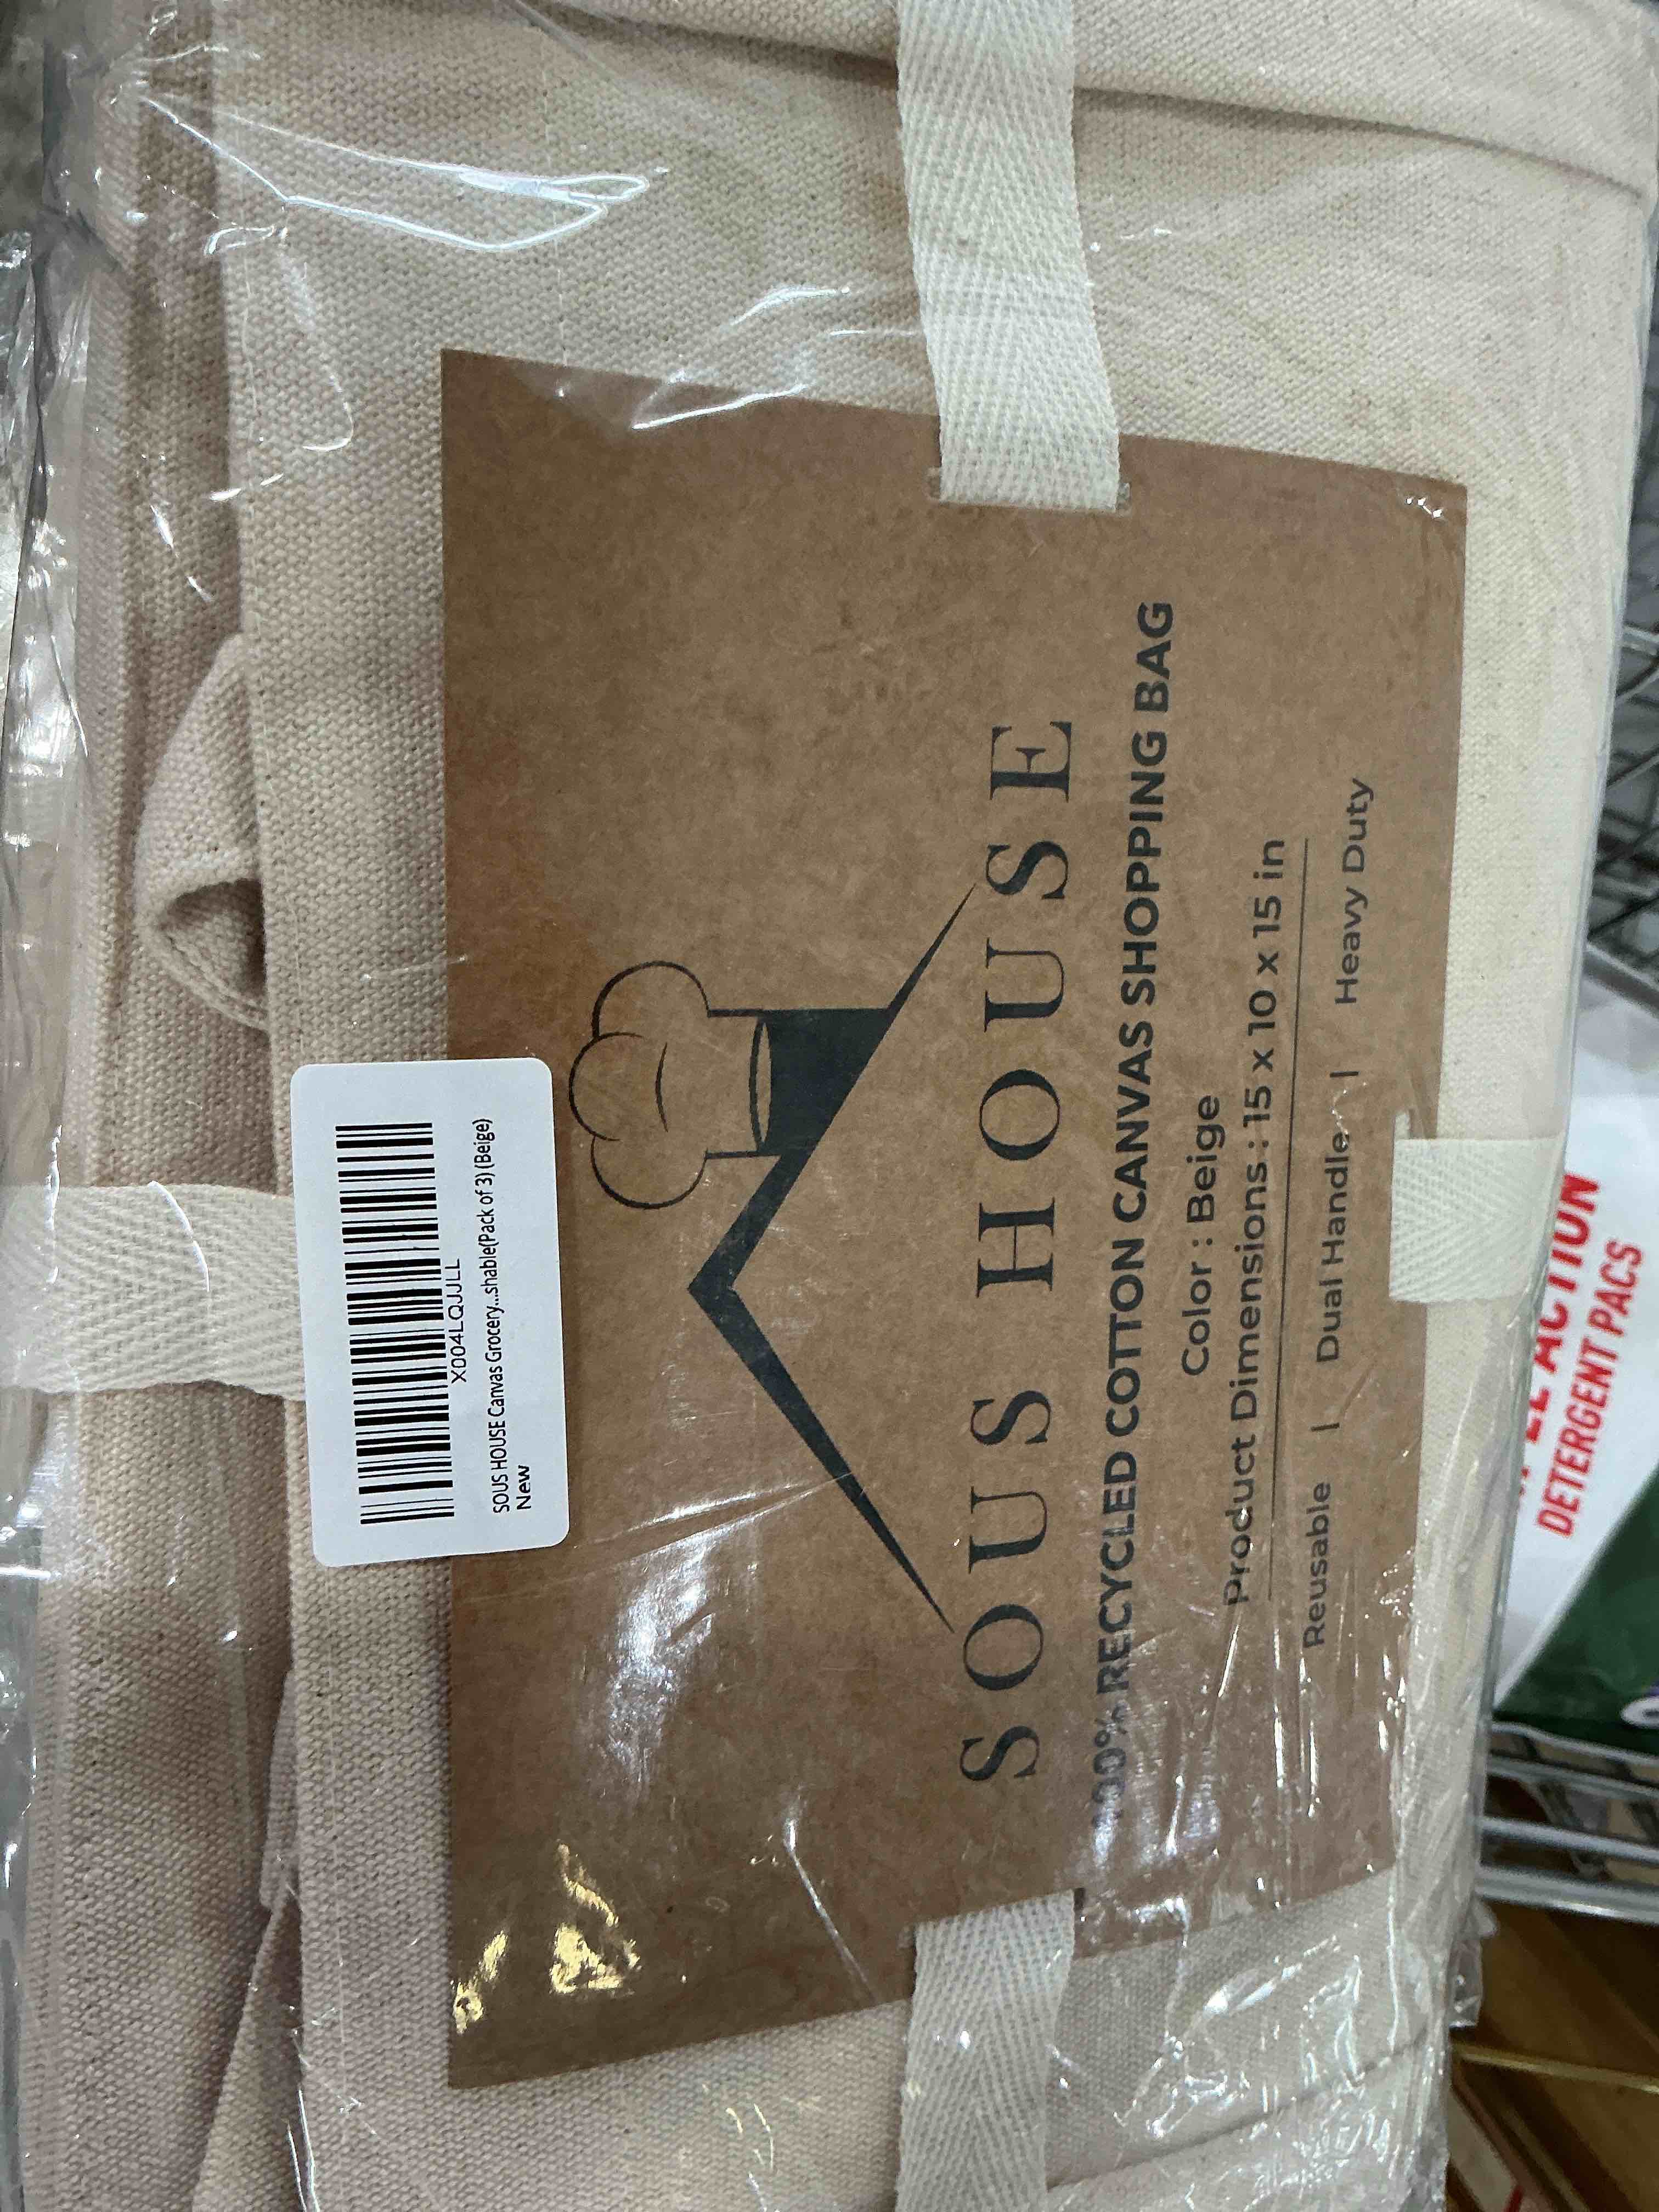 X004LQJJLL
SOUS HOUSE Canvas Grocery...shable(Pack of 3) (Beige)
New
SOUS HOUSE
100% RECYCLED COTTON CANVAS SHOPPING BAG
Color : Beige
Product Dimensions : 15 x 10 x 15 in
Reusable | Dual Handle | Heavy Duty
ACTION
DETERGENT PACS